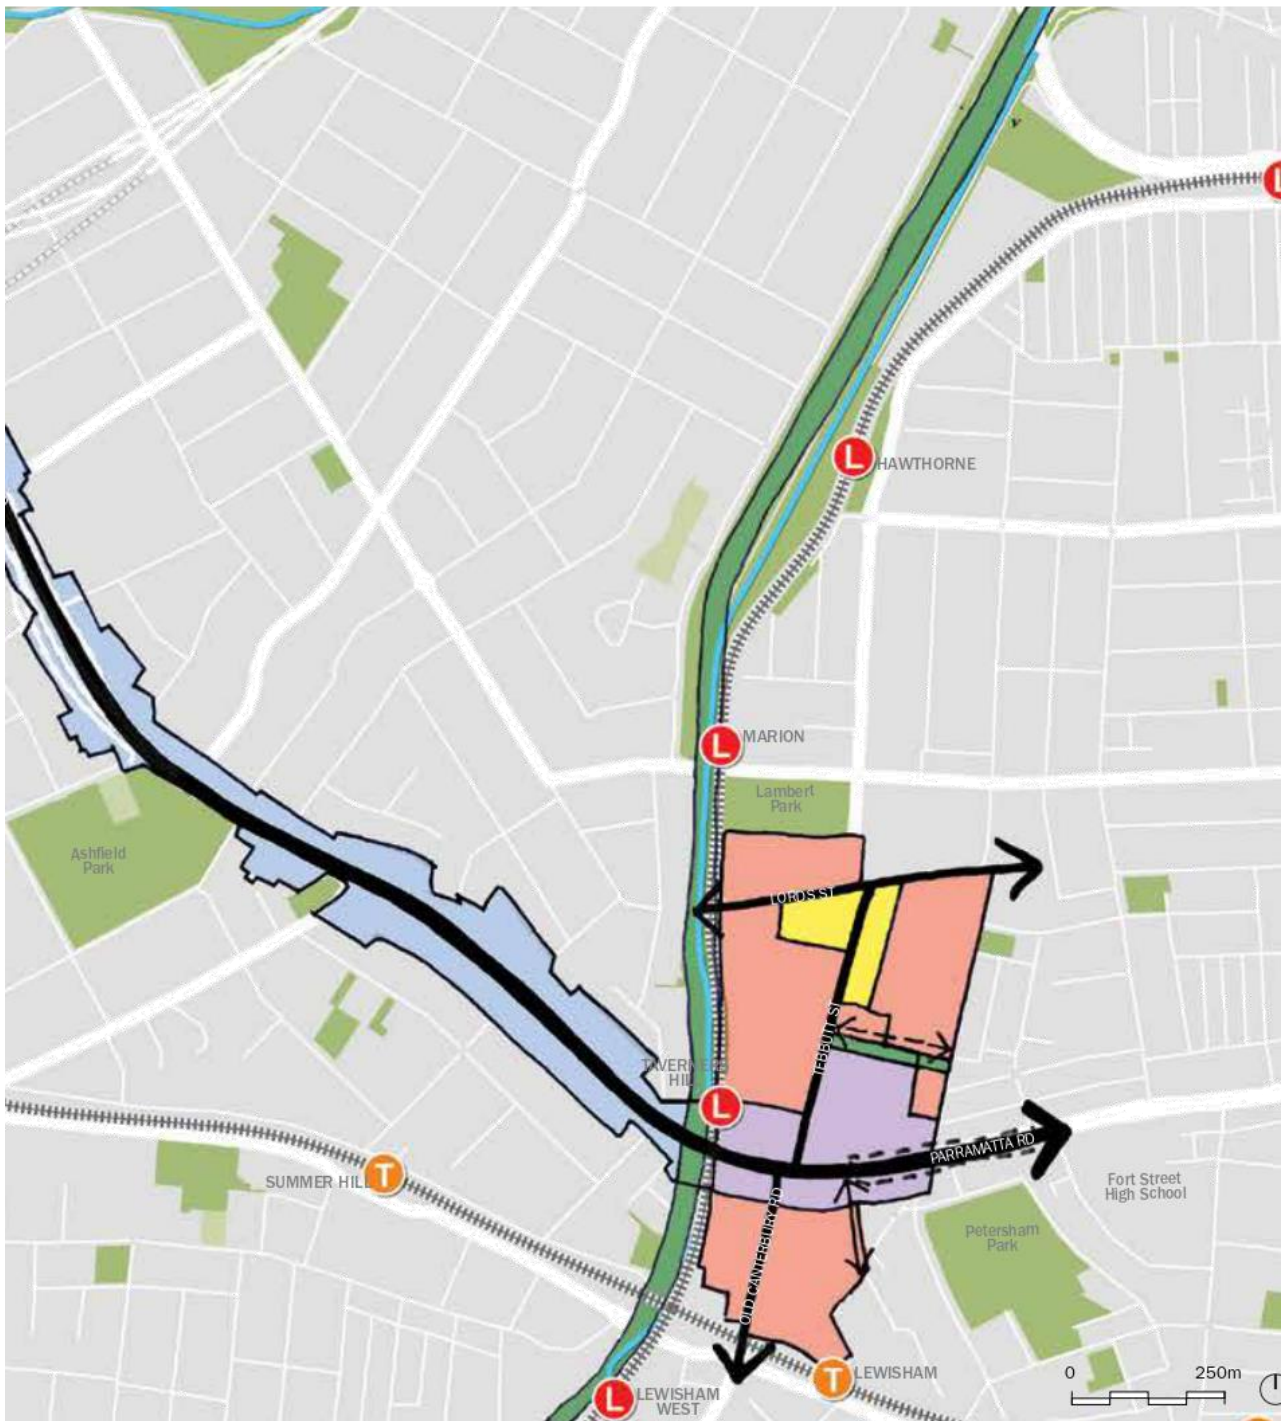 L
L
HAWTHORNE
L
MARION
Lambert
Park
Ashfield
Park
LORDS ST
TEBBUTT ST
TAVERNERS
HILL
L
PARRAMATTA RD
SUMMER HILL
T
Fort Street
High School
Petersham
Park
OLD CANTERBURY RD
T
LEWISHAM
L
LEWISHAM
WEST
0
250m